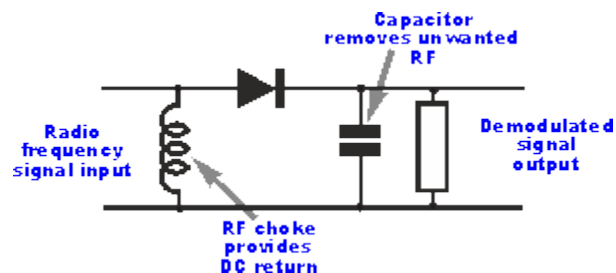 Capacitor
removes unwanted
RF
Radio
frequency
signal input
Demodulated
signal
output
RF choke
provides
DC return